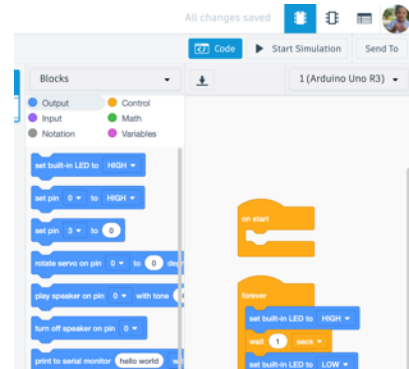 All changes saved
Code
Start Simulation
Send To
Blocks
1 (Arduino Uno R3)
Output
Control
Input
Math
Notation
Variables
set built-in LED to HIGH
set pin 0 to HIGH
set pin 3 to 0
rotate servo on pin 0 to 0
play speaker on pin 0 with tone
turn off speaker on pin 0
print to serial monitor hello world
on start
forever
set built-in LED to HIGH
wait 1 secs
set built-in LED to LOW